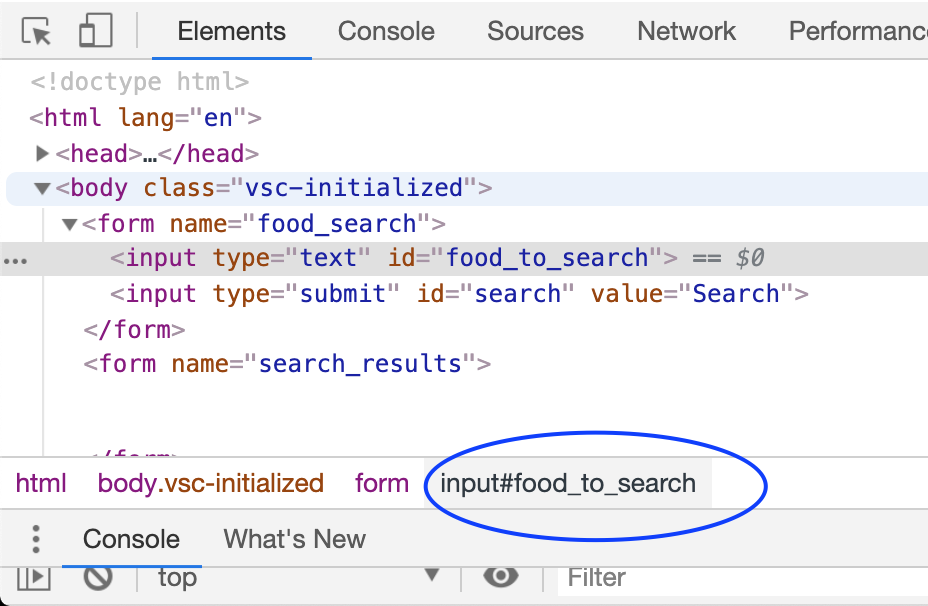 Elements Console Sources Network Performanc
<!doctype html>
<html lang="en">
▶<head>…</head>
▼<body class="vsc-initialized">
▼<form name="food_search">
… <input type="text" id="food_to_search"> == $0
<input type="submit" id="search" value="Search">
</form>
<form name="search_results">
</form>
html body.vsc-initialized form input#food_to_search
Console What's New
top Filter